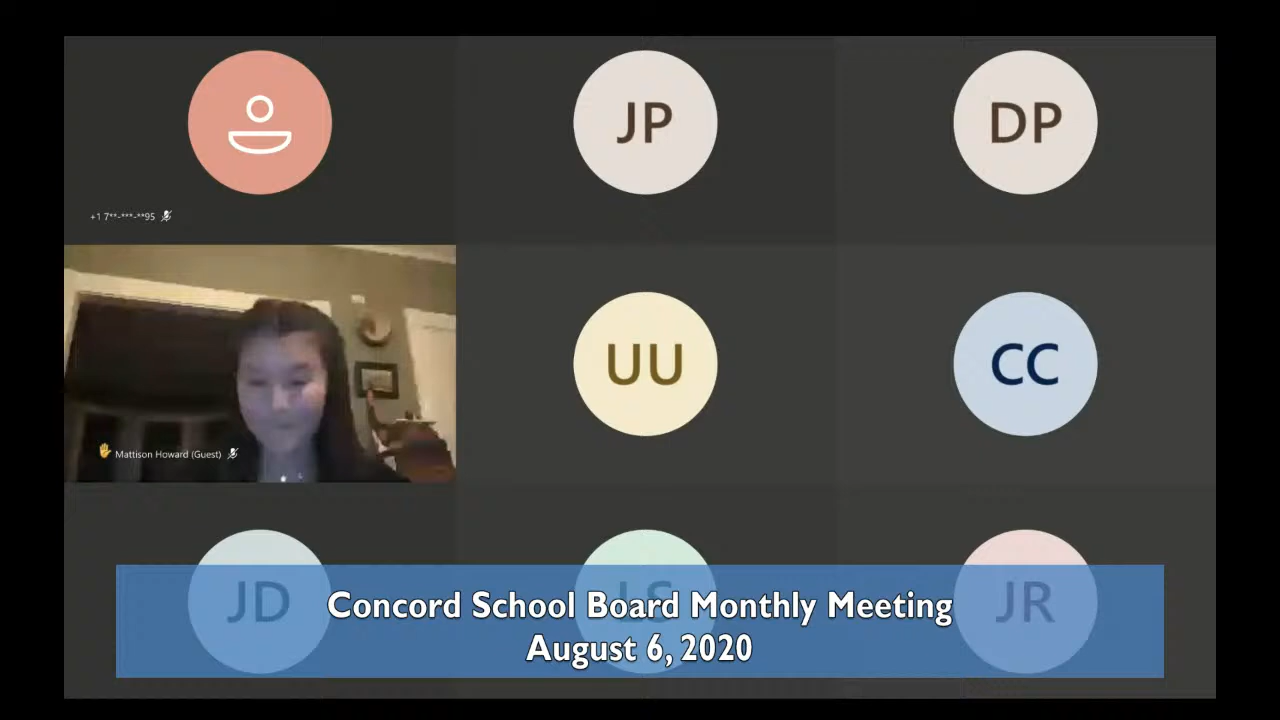 JP
DP
+1 7**-***-**95
UU
CC
Mattison Howard (Guest)
JD
LS
JR
Concord School Board Monthly Meeting
August 6, 2020